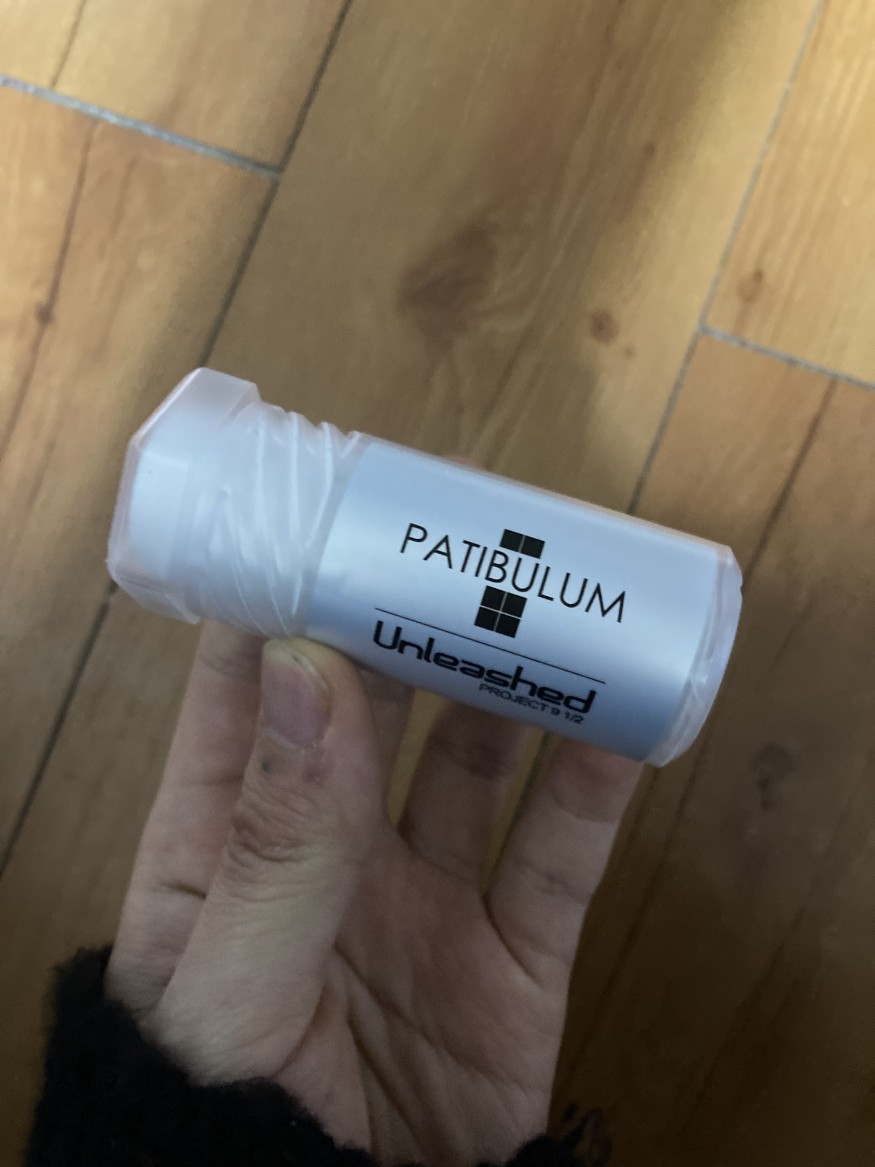 PATIBULUM
Unleashed
PROJECT 9 1/2